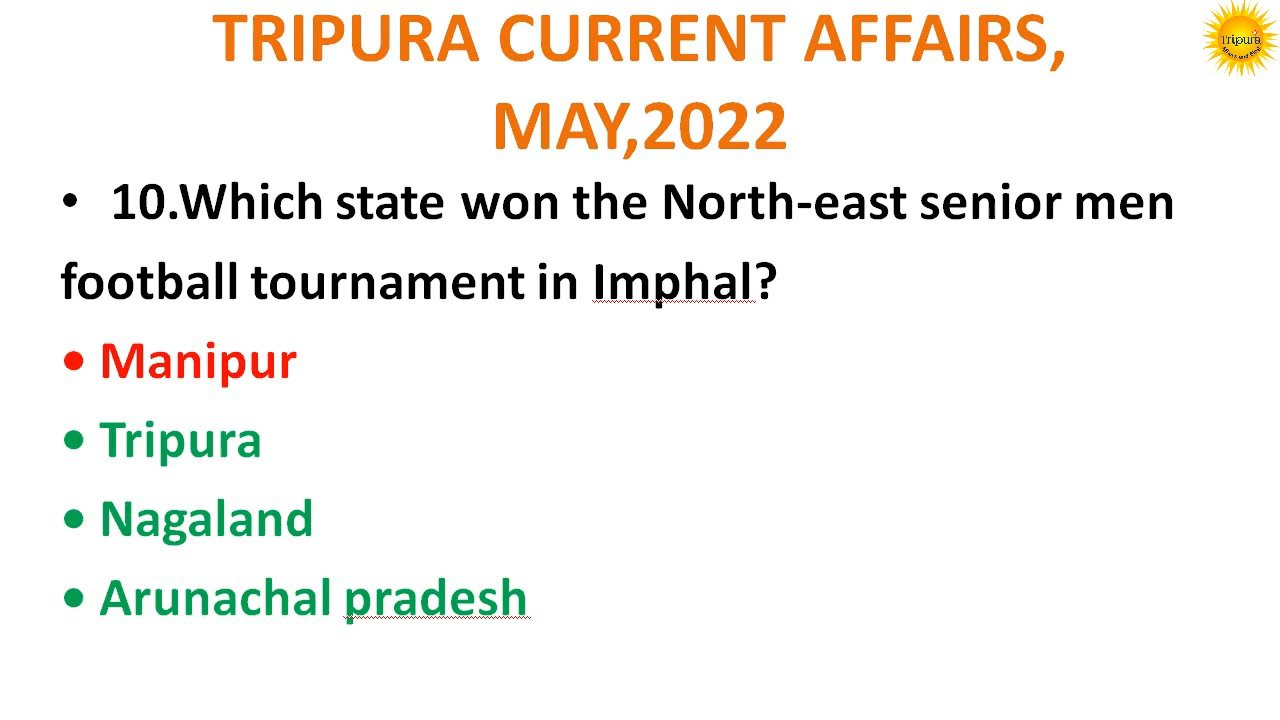 TRIPURA CURRENT AFFAIRS,
MAY,2022
Tripura
• 10.Which state won the North-east senior men
football tournament in Imphal?
• Manipur
• Tripura
• Nagaland
• Arunachal pradesh